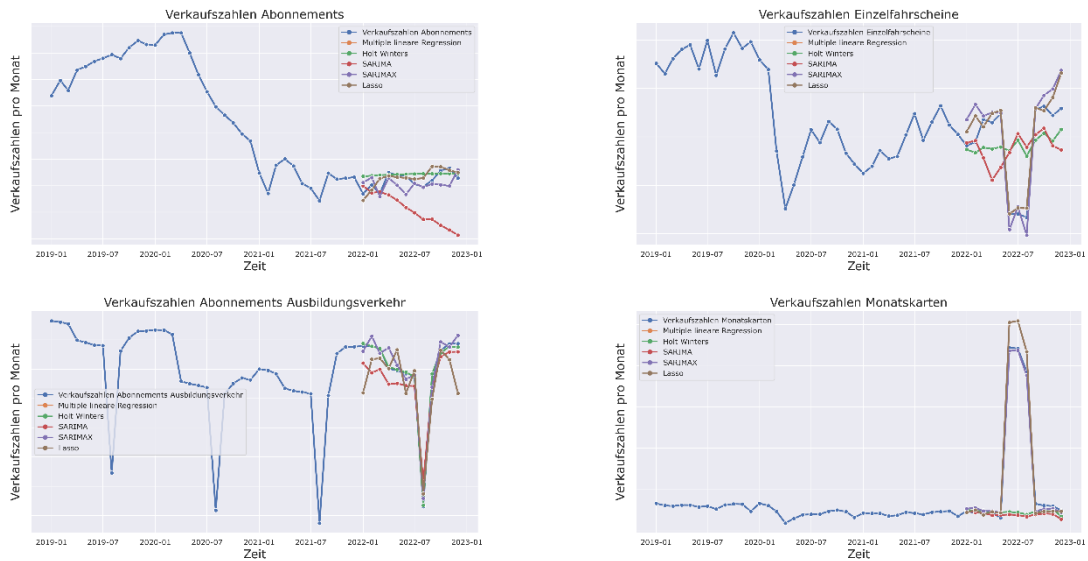 Verkaufszahlen Abonnements
Verkaufszahlen pro Monat
Verkaufszahlen Abonnements
Multiple lineare Regression
Holt Winters
SARIMA
SARIMAX
Lasso
2019-01 2019-07 2020-01 2020-07 2021-01 2021-07 2022-01 2022-07 2023-01
Zeit
Verkaufszahlen Einzelfahrscheine
Verkaufszahlen pro Monat
Verkaufszahlen Einzelfahrscheine
Multiple lineare Regression
Holt Winters
SARIMA
SARIMAX
Lasso
2019-01 2019-07 2020-01 2020-07 2021-01 2021-07 2022-01 2022-07 2023-01
Zeit
Verkaufszahlen Abonnements Ausbildungsverkehr
Verkaufszahlen pro Monat
Verkaufszahlen Abonnements Ausbildungsverkehr
Multiple lineare Regression
Holt Winters
SARIMA
SARIMAX
Lasso
2019-01 2019-07 2020-01 2020-07 2021-01 2021-07 2022-01 2022-07 2023-01
Zeit
Verkaufszahlen Monatskarten
Verkaufszahlen pro Monat
Verkaufszahlen Monatskarten
Multiple lineare Regression
Holt Winters
SARIMA
SARIMAX
Lasso
2019-01 2019-07 2020-01 2020-07 2021-01 2021-07 2022-01 2022-07 2023-01
Zeit